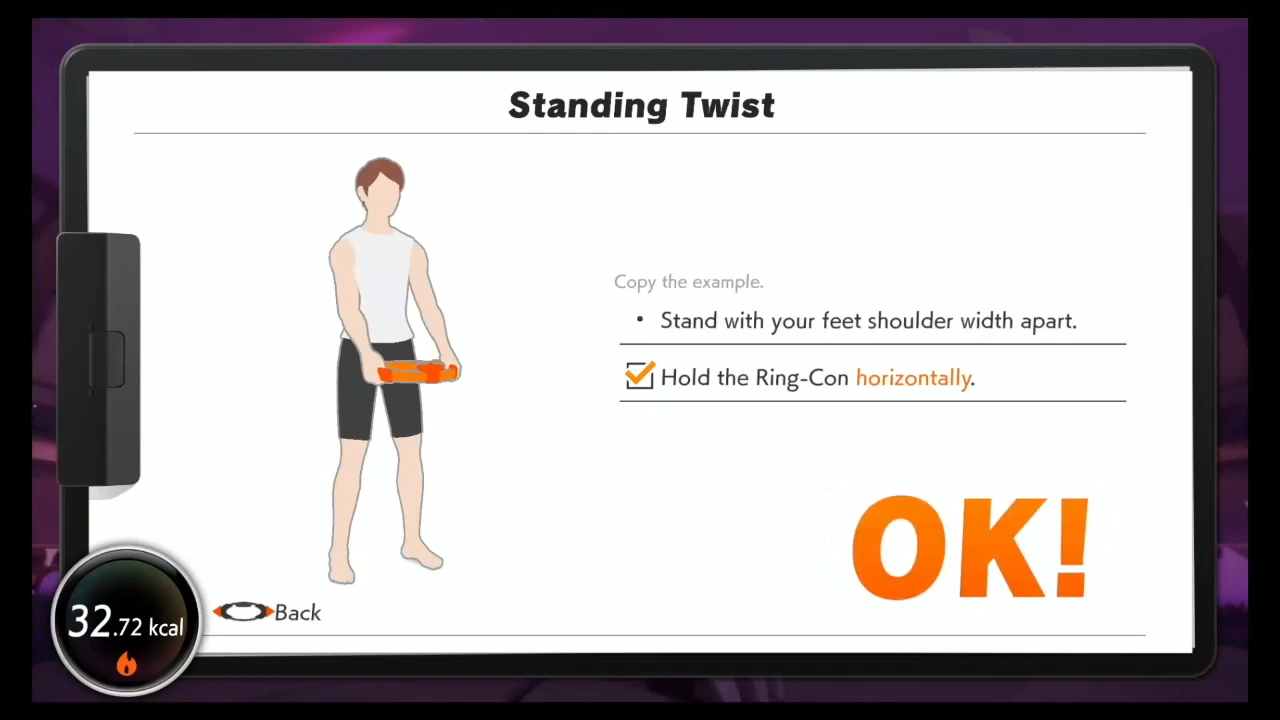 Standing Twist
Copy the example.
• Stand with your feet shoulder width apart.
Hold the Ring-Con horizontally.
OK!
32.72 kcal
Back